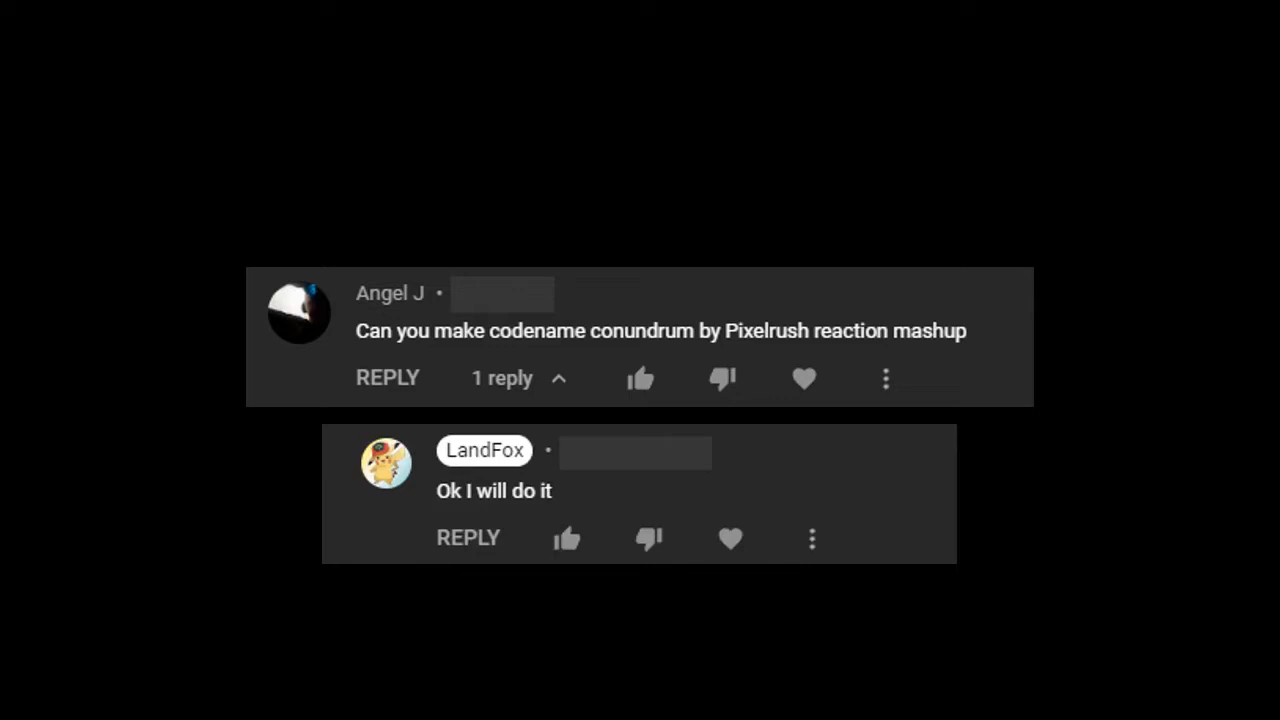 Angel J •
Can you make codename conundrum by Pixelrush reaction mashup
REPLY 1 reply
LandFox •
Ok I will do it
REPLY